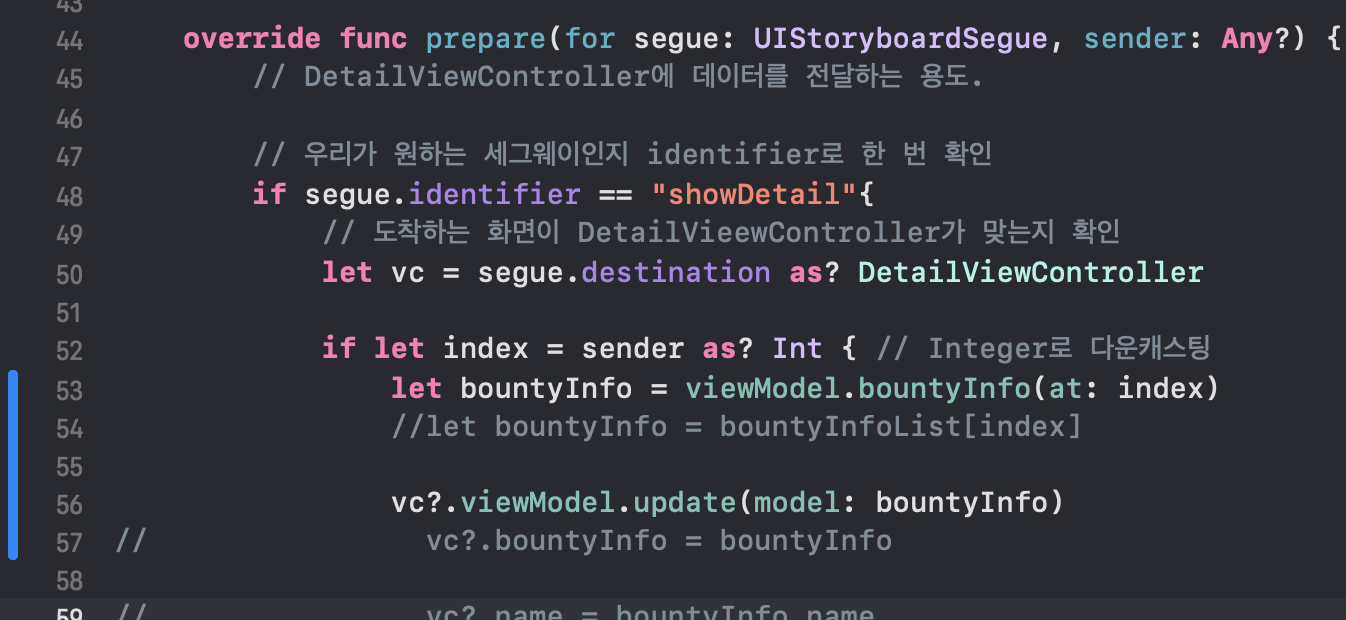 43
44 override func prepare(for segue: UIStoryboardSegue, sender: Any?) {
45 // DetailViewController에 데이터를 전달하는 용도.
46
47 // 우리가 원하는 세그웨이인지 identifier로 한 번 확인
48 if segue.identifier == "showDetail"{
49 // 도착하는 화면이 DetailVieewController가 맞는지 확인
50 let vc = segue.destination as? DetailViewController
51
52 if let index = sender as? Int { // Integer로 다운캐스팅
53 let bountyInfo = viewModel.bountyInfo(at: index)
54 //let bountyInfo = bountyInfoList[index]
55
56 vc?.viewModel.update(model: bountyInfo)
57 // vc?.bountyInfo = bountyInfo
58
59 // vc?.name = bountyInfo.name